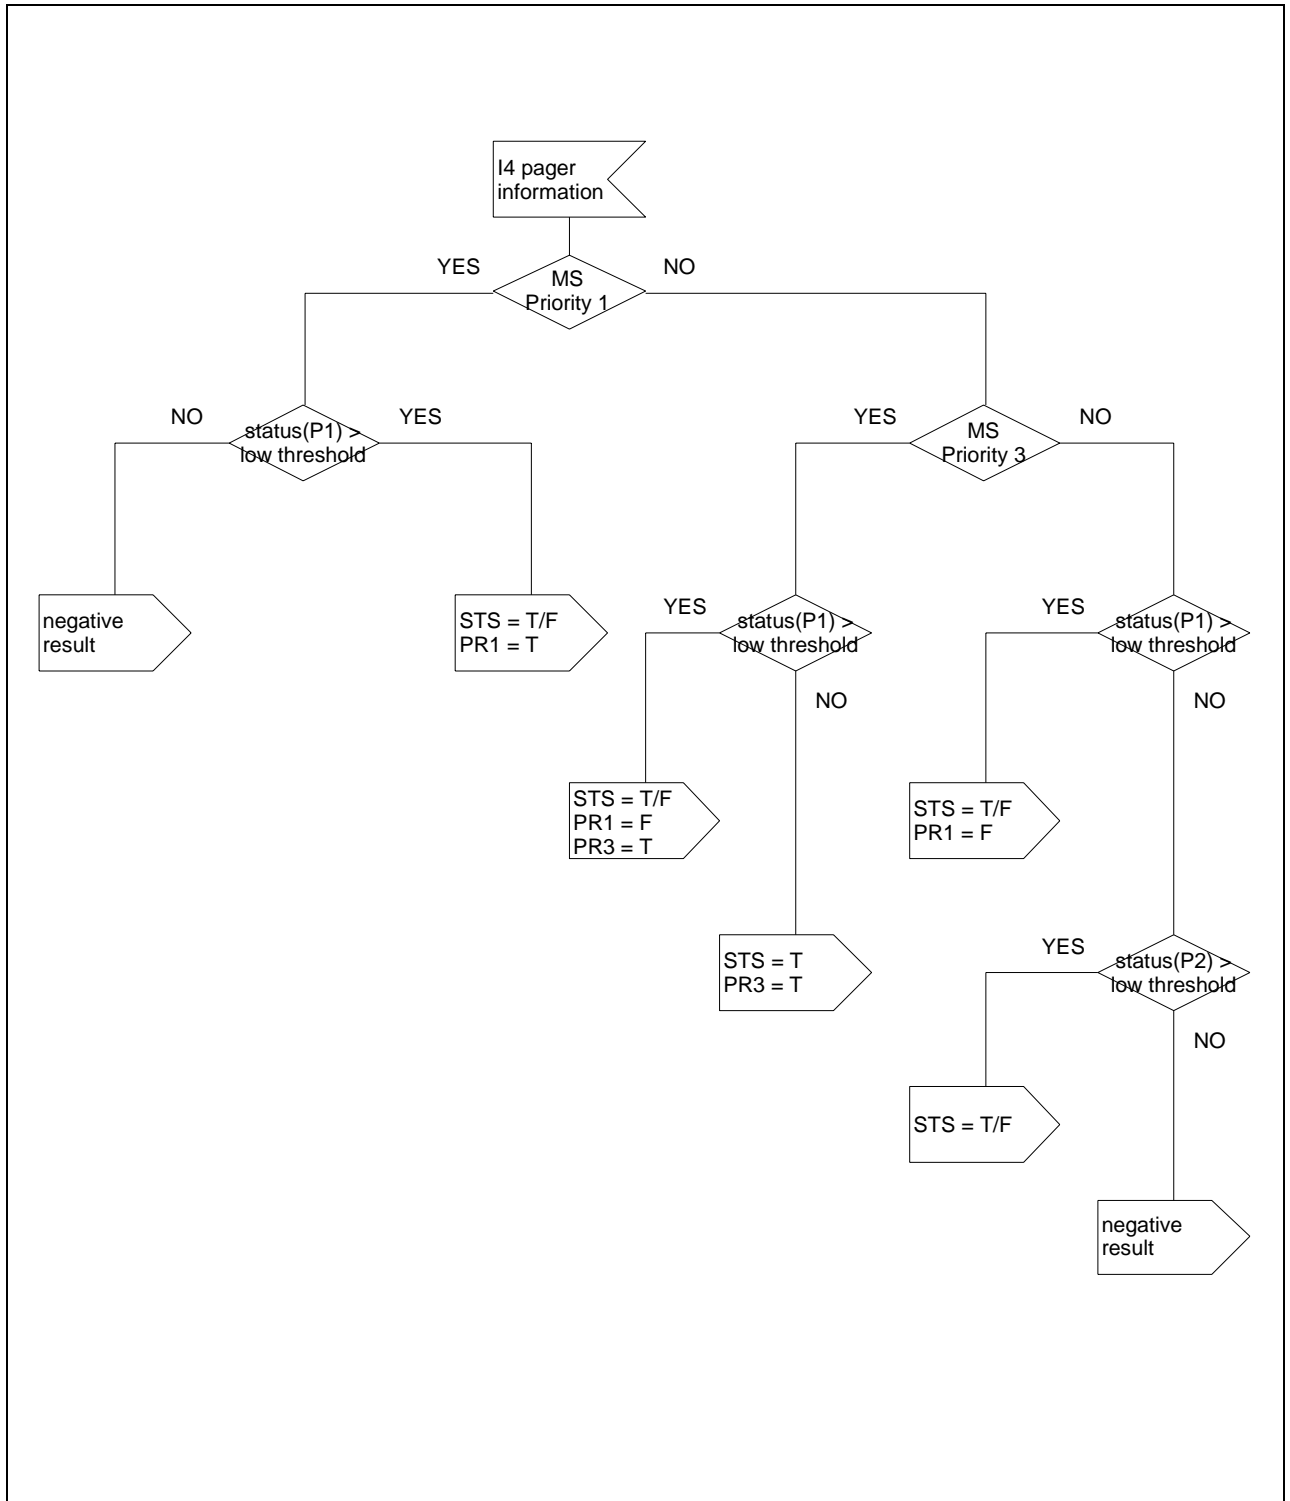 I4 pager
information
YES
NO
MS
Priority 1
NO
YES
status(P1) >
low threshold
YES
NO
MS
Priority 3
negative
result
STS = T/F
PR1 = T
YES
status(P1) >
low threshold
NO
YES
status(P1) >
low threshold
NO
STS = T/F
PR1 = F
PR3 = T
STS = T/F
PR1 = F
STS = T
PR3 = T
YES
status(P2) >
low threshold
NO
STS = T/F
negative
result